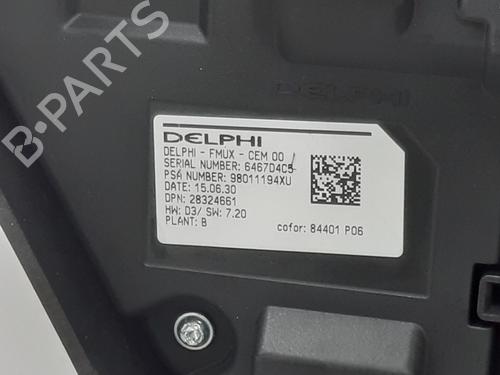 B-PARTS
DELPHI
DELPHI
DELPHI - FMUX - CEM 00
SERIAL NUMBER: 6467D4C5
PSA NUMBER: 98011194XU
DATE: 15.06.30
DPN: 28324661
HW: D3/ SW: 7.20
PLANT: B
cofor: 84401 P06